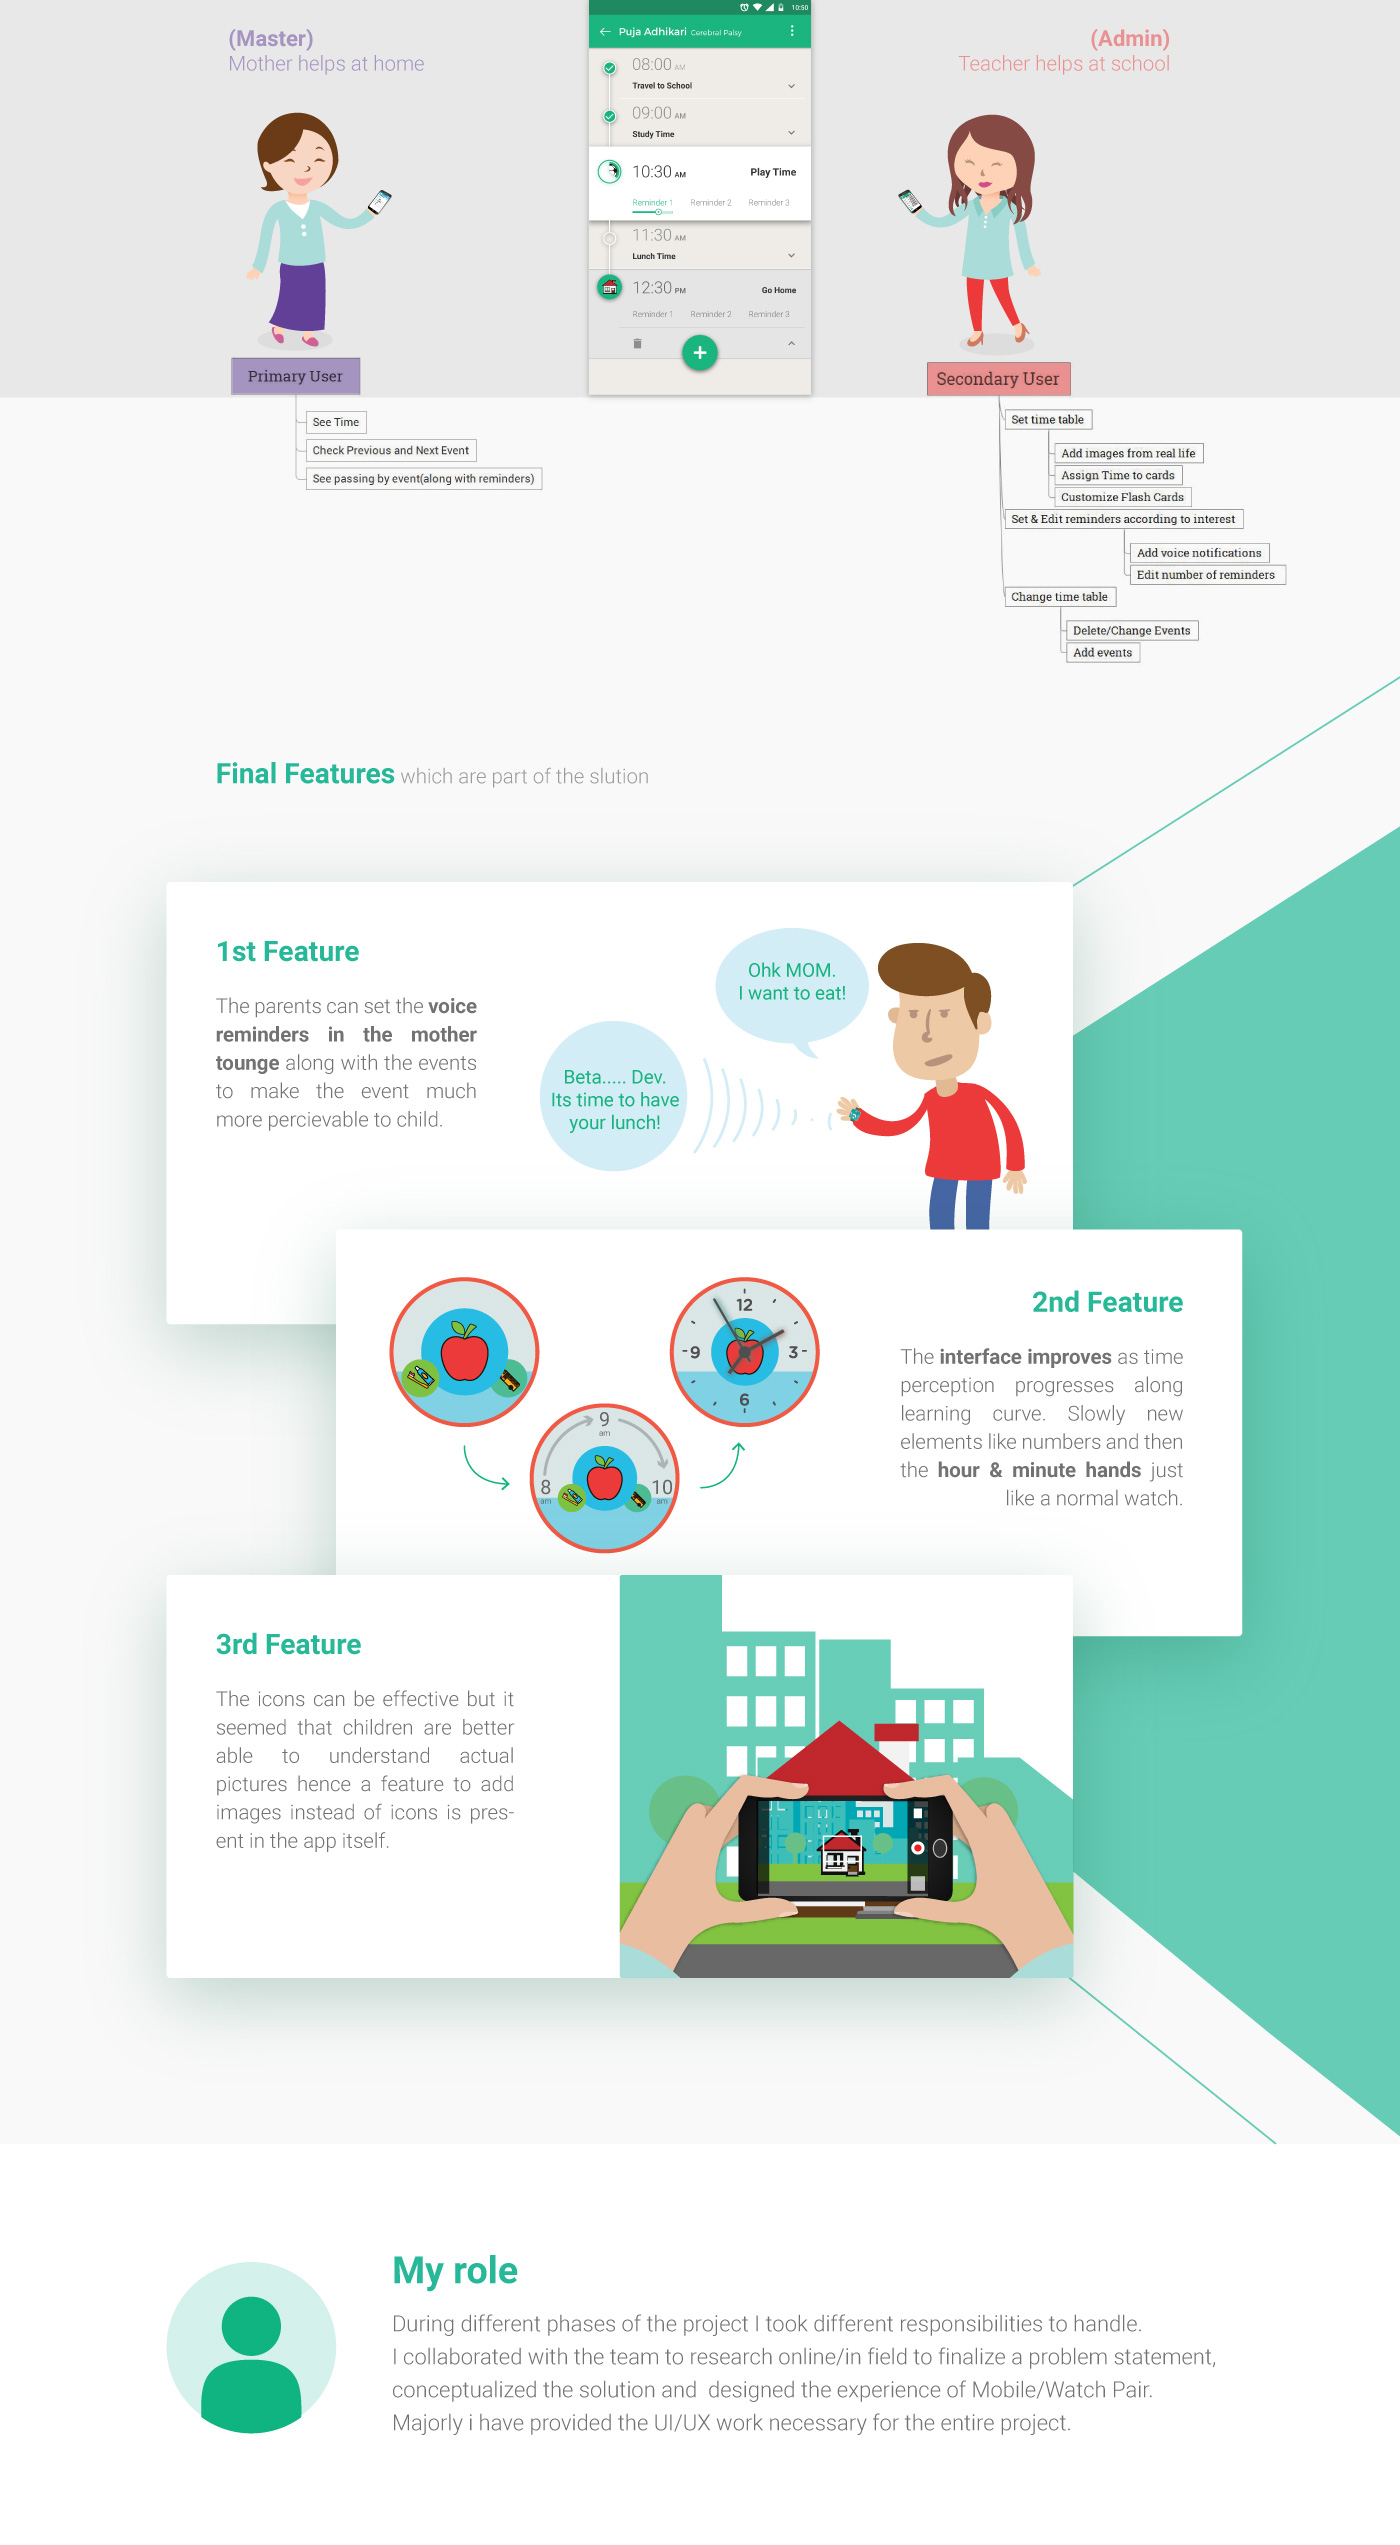 (Master)
Mother helps at home
10:50
Puja Adhikari Cerebral Palsy
08:00 AM
Travel to School
09:00 AM
Study Time
10:30 AM Play Time
Reminder 1 Reminder 2 Reminder 3
11:30 AM
Lunch Time
12:30 PM Go Home
Reminder 1 Reminder 2 Reminder 3
(Admin)
Teacher helps at school
Primary User
See Time
Check Previous and Next Event
See passing by event(along with reminders)
Secondary User
Set time table
Add images from real life
Assign Time to cards
Customize Flash Cards
Set & Edit reminders according to interest
Add voice notifications
Edit number of reminders
Change time table
Delete/Change Events
Add events
Final Features which are part of the slution
1st Feature
The parents can set the voice
reminders in the mother
tounge along with the events
to make the event much
more percievable to child.
Ohk MOM.
I want to eat!
Beta..... Dev.
Its time to have
your lunch!
12
9 3
6
9
am
8 10
am am
2nd Feature
The interface improves as time
perception progresses along
learning curve. Slowly new
elements like numbers and then
the hour & minute hands just
like a normal watch.
3rd Feature
The icons can be effective but it
seemed that children are better
able to understand actual
pictures hence a feature to add
images instead of icons is pres-
ent in the app itself.
My role
During different phases of the project I took different responsibilities to handle.
I collaborated with the team to research online/in field to finalize a problem statement,
conceptualized the solution and designed the experience of Mobile/Watch Pair.
Majorly i have provided the UI/UX work necessary for the entire project.